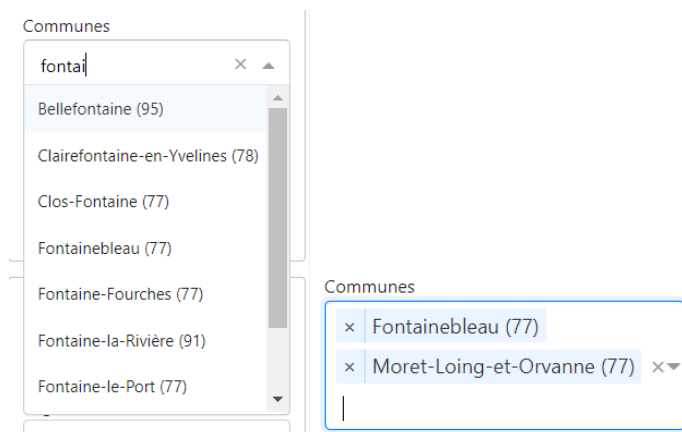 Communes
fontai
Bellefontaine (95)
Clairefontaine-en-Yvelines (78)
Clos-Fontaine (77)
Fontainebleau (77)
Fontaine-Fourches (77)
Fontaine-la-Rivière (91)
Fontaine-le-Port (77)
Communes
× Fontainebleau (77)
× Moret-Loing-et-Orvanne (77)